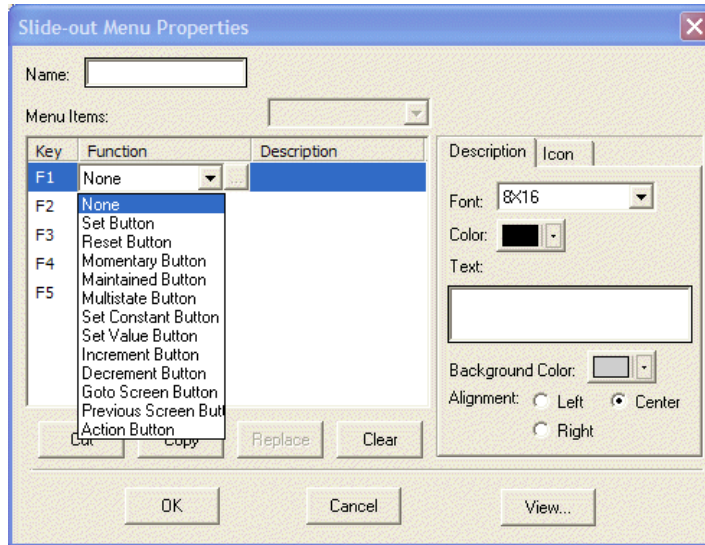 Slide-out Menu Properties
Name:
Menu Items:
Key Function Description
F1 None ...
F2
F3
F4
F5
None
Set Button
Reset Button
Momentary Button
Maintained Button
Multistate Button
Set Constant Button
Set Value Button
Increment Button
Decrement Button
Goto Screen Button
Previous Screen Butt
Action Button
Cut Copy Replace Clear
Description Icon
Font: 8X16
Color:
Text:
Background Color:
Alignment: Left Center
Right
OK Cancel View...